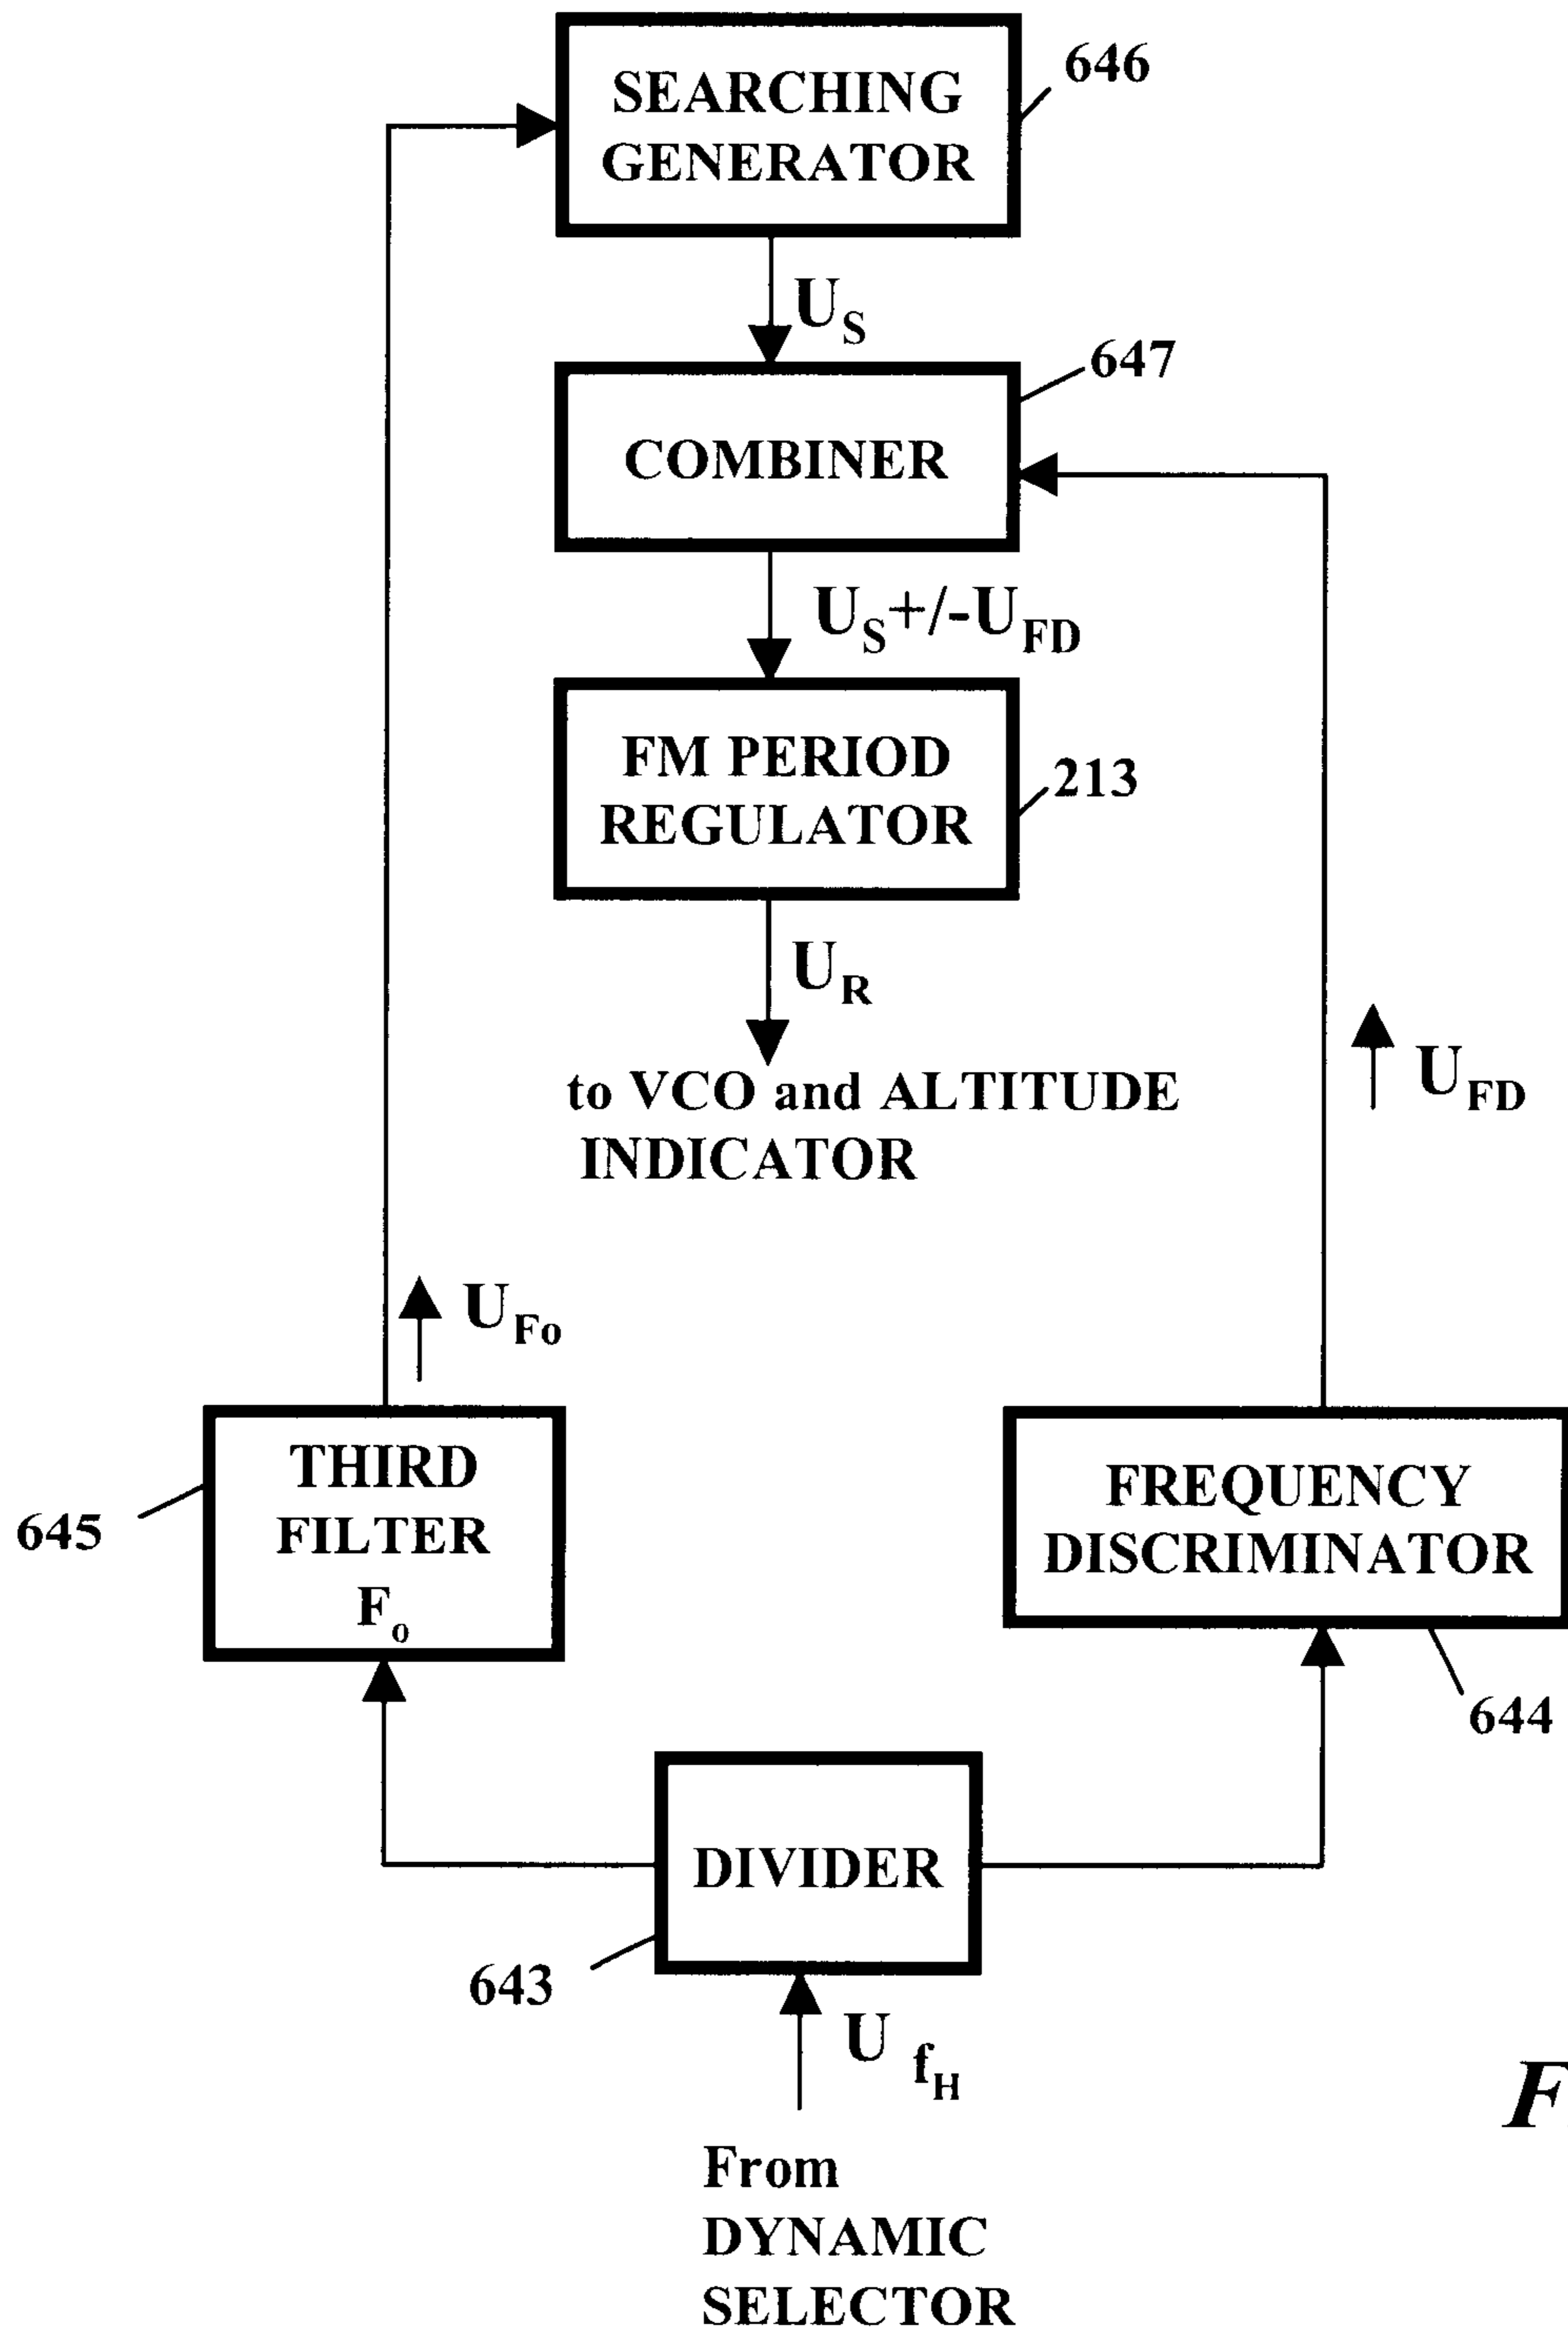 SEARCHING
GENERATOR
646
U_S
647
COMBINER
U_S+/-U_FD
FM PERIOD
REGULATOR
213
U_R
to VCO and ALTITUDE
INDICATOR
U_FD
U_Fo
THIRD
FILTER
F_o
645
FREQUENCY
DISCRIMINATOR
644
DIVIDER
643
U f_H
From
DYNAMIC
SELECTOR
F